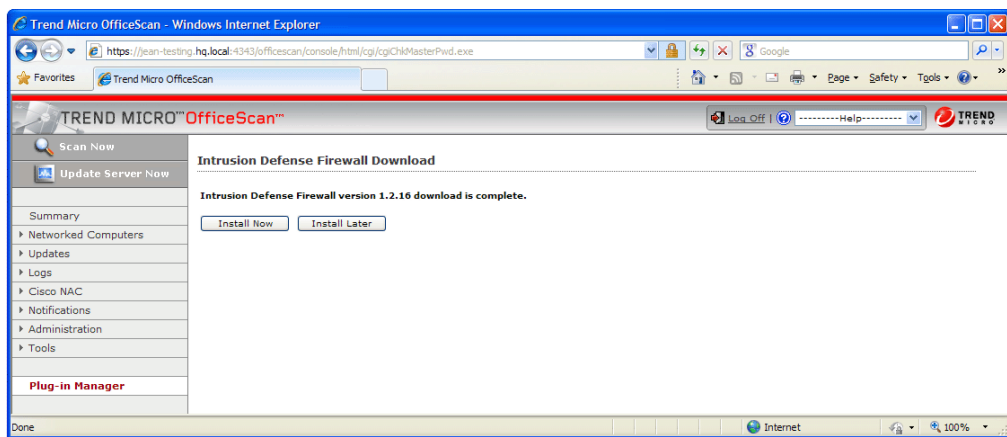 Trend Micro OfficeScan - Windows Internet Explorer
https://jean-testing.hq.local:4343/officescan/console/html/cgi/cgiChkMasterPwd.exe
Google
Favorites
Trend Micro OfficeScan
Page
Safety
Tools
»
TREND MICRO™ OfficeScan™
Log Off | ---------Help---------
TREND MICRO
Scan Now
Update Server Now
Summary
Networked Computers
Updates
Logs
Cisco NAC
Notifications
Administration
Tools
Plug-in Manager
Intrusion Defense Firewall Download
Intrusion Defense Firewall version 1.2.16 download is complete.
Install Now
Install Later
Done
Internet
100%